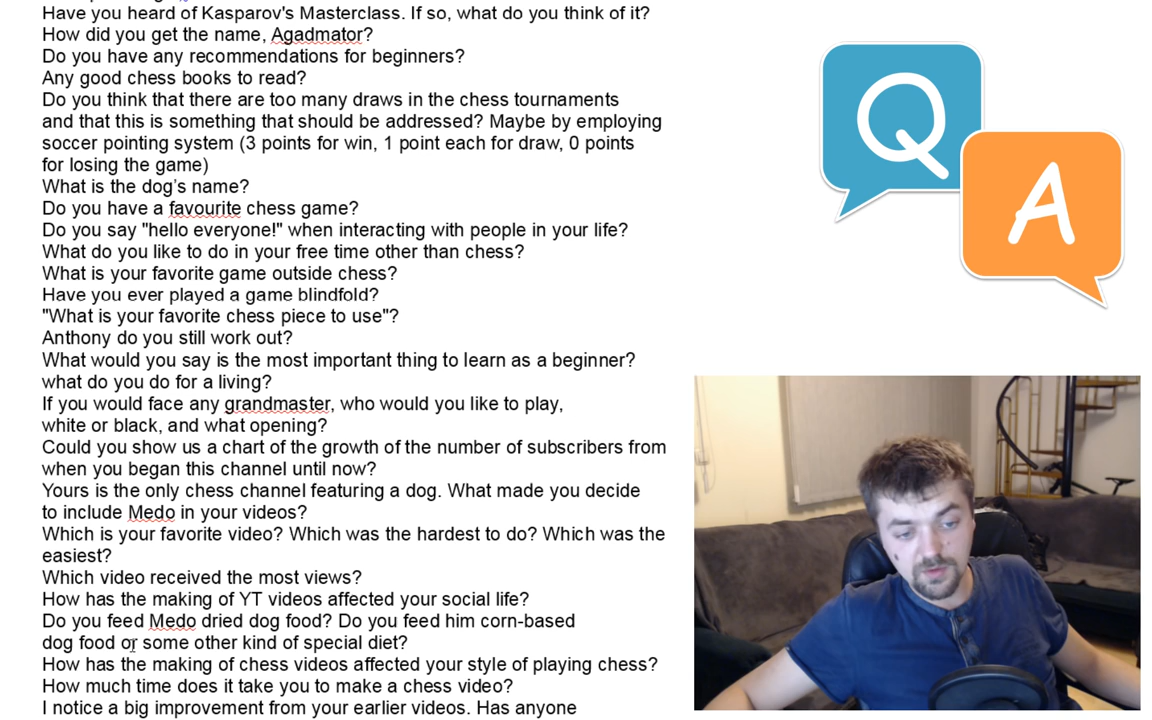 Have you heard of Kasparov's Masterclass. If so, what do you think of it?
How did you get the name, Agadmator?
Do you have any recommendations for beginners?
Any good chess books to read?
Do you think that there are too many draws in the chess tournaments
and that this is something that should be addressed? Maybe by employing
soccer pointing system (3 points for win, 1 point each for draw, 0 points
for losing the game)
What is the dog's name?
Do you have a favourite chess game?
Do you say "hello everyone!" when interacting with people in your life?
What do you like to do in your free time other than chess?
What is your favorite game outside chess?
Have you ever played a game blindfold?
"What is your favorite chess piece to use"?
Anthony do you still work out?
What would you say is the most important thing to learn as a beginner?
what do you do for a living?
If you would face any grandmaster, who would you like to play,
white or black, and what opening?
Could you show us a chart of the growth of the number of subscribers from
when you began this channel until now?
Yours is the only chess channel featuring a dog. What made you decide
to include Medo in your videos?
Which is your favorite video? Which was the hardest to do? Which was the
easiest?
Which video received the most views?
How has the making of YT videos affected your social life?
Do you feed Medo dried dog food? Do you feed him corn-based
dog food or some other kind of special diet?
How has the making of chess videos affected your style of playing chess?
How much time does it take you to make a chess video?
I notice a big improvement from your earlier videos. Has anyone
Q
A